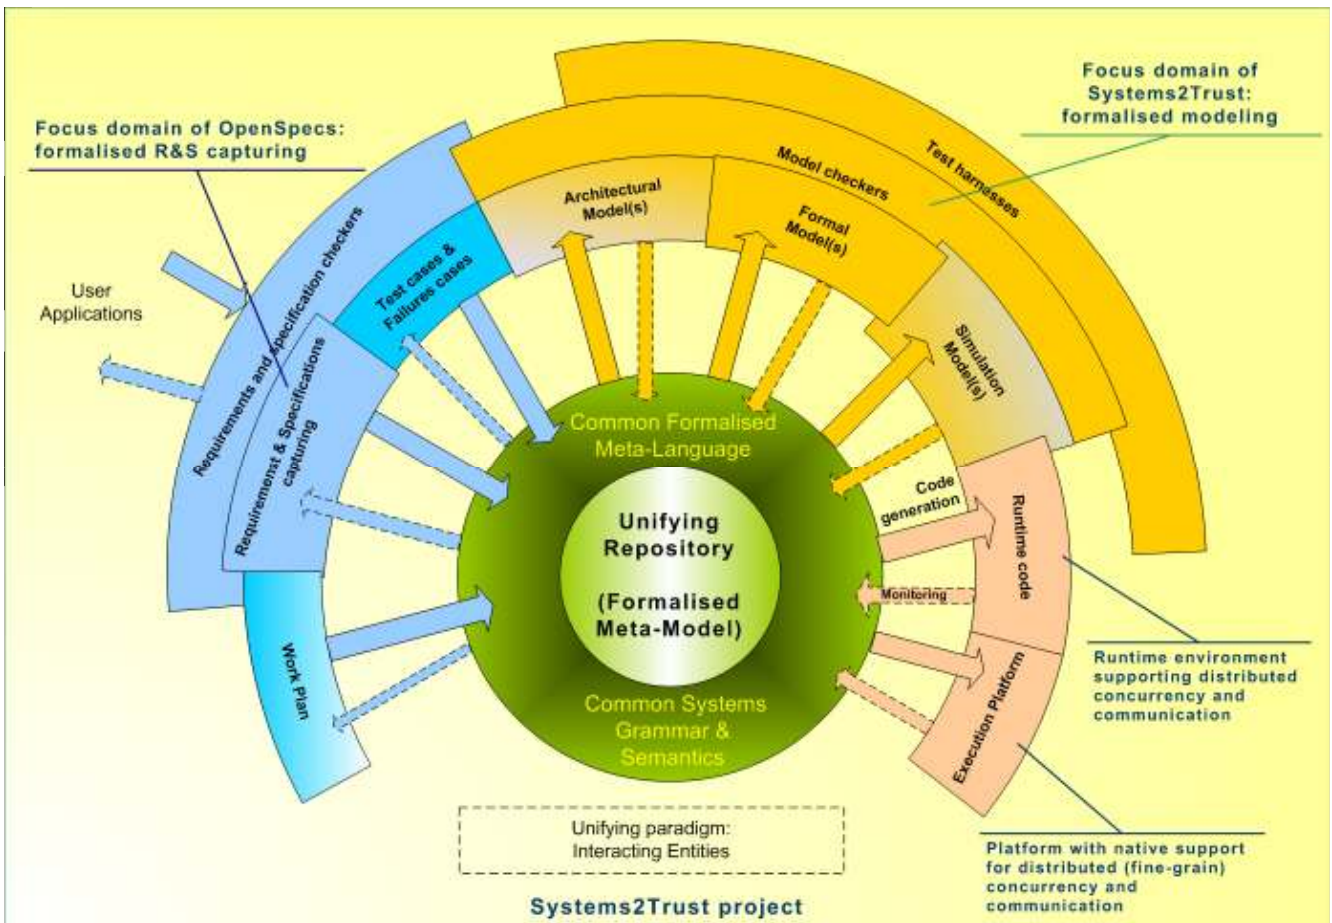 Focus domain of
Systems2Trust:
formalised modeling
Focus domain of OpenSpecs:
formalised R&S capturing
Test harnesses
Model checkers
Architectural
Model(s)
Formal
Model(s)
Simulation
Model(s)
Requirements and specification checkers
Test cases &
Failures cases
Requiremenst & Specifications
capturing
User
Applications
Work Plan
Common Formalised
Meta-Language
Unifying
Repository
(Formalised
Meta-Model)
Common Systems
Grammar &
Semantics
Code
generation
Runtime code
Monitoring
Execution Platform
Runtime environment
supporting distributed
concurrency and
communication
Platform with native support
for distributed (fine-grain)
concurrency and
communication
Unifying paradigm:
Interacting Entities
Systems2Trust project